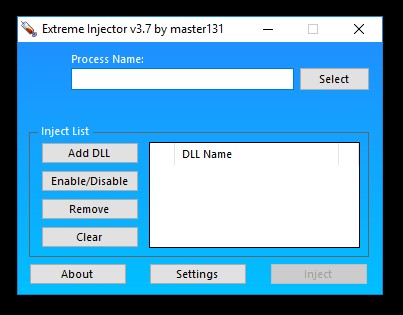 Extreme Injector v3.7 by master131
Process Name:
Select
Inject List
Add DLL
DLL Name
Enable/Disable
Remove
Clear
About
Settings
Inject